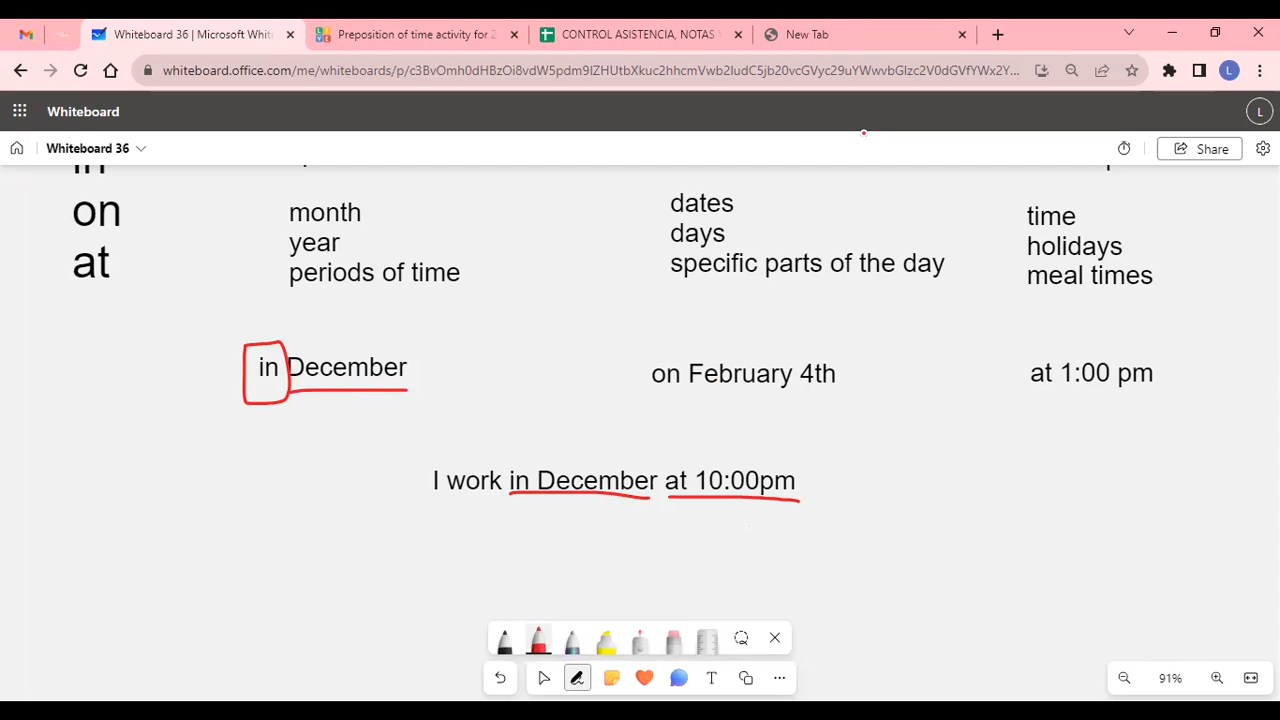 Whiteboard 36 | Microsoft Whit
Preposition of time activity for 2
CONTROL ASISTENCIA, NOTAS
New Tab
whiteboard.office.com/me/whiteboards/p/
L
Whiteboard
L
Whiteboard 36
Share
in
on
at
month
year
periods of time
dates
days
specific parts of the day
time
holidays
meal times
in December
on February 4th
at 1:00 pm
I work in December at 10:00pm
T
91%